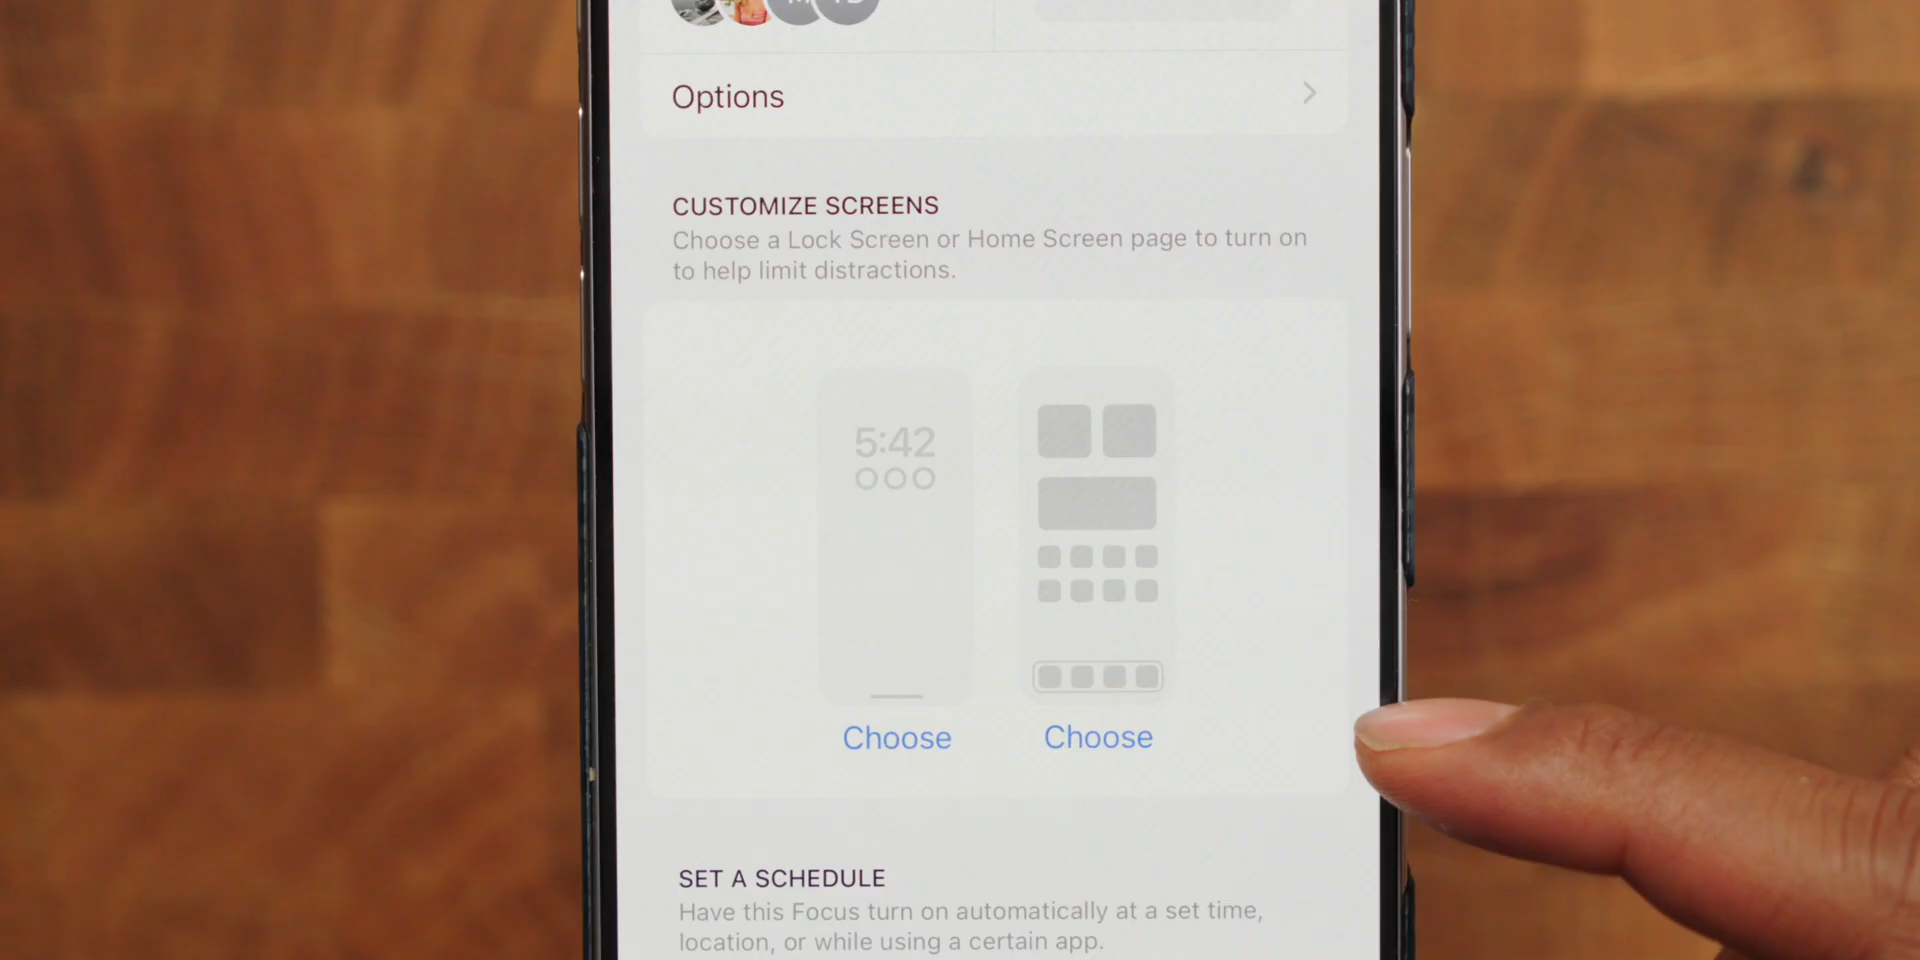 Options
CUSTOMIZE SCREENS
Choose a Lock Screen or Home Screen page to turn on
to help limit distractions.
5:42
Choose
Choose
SET A SCHEDULE
Have this Focus turn on automatically at a set time,
location, or while using a certain app.